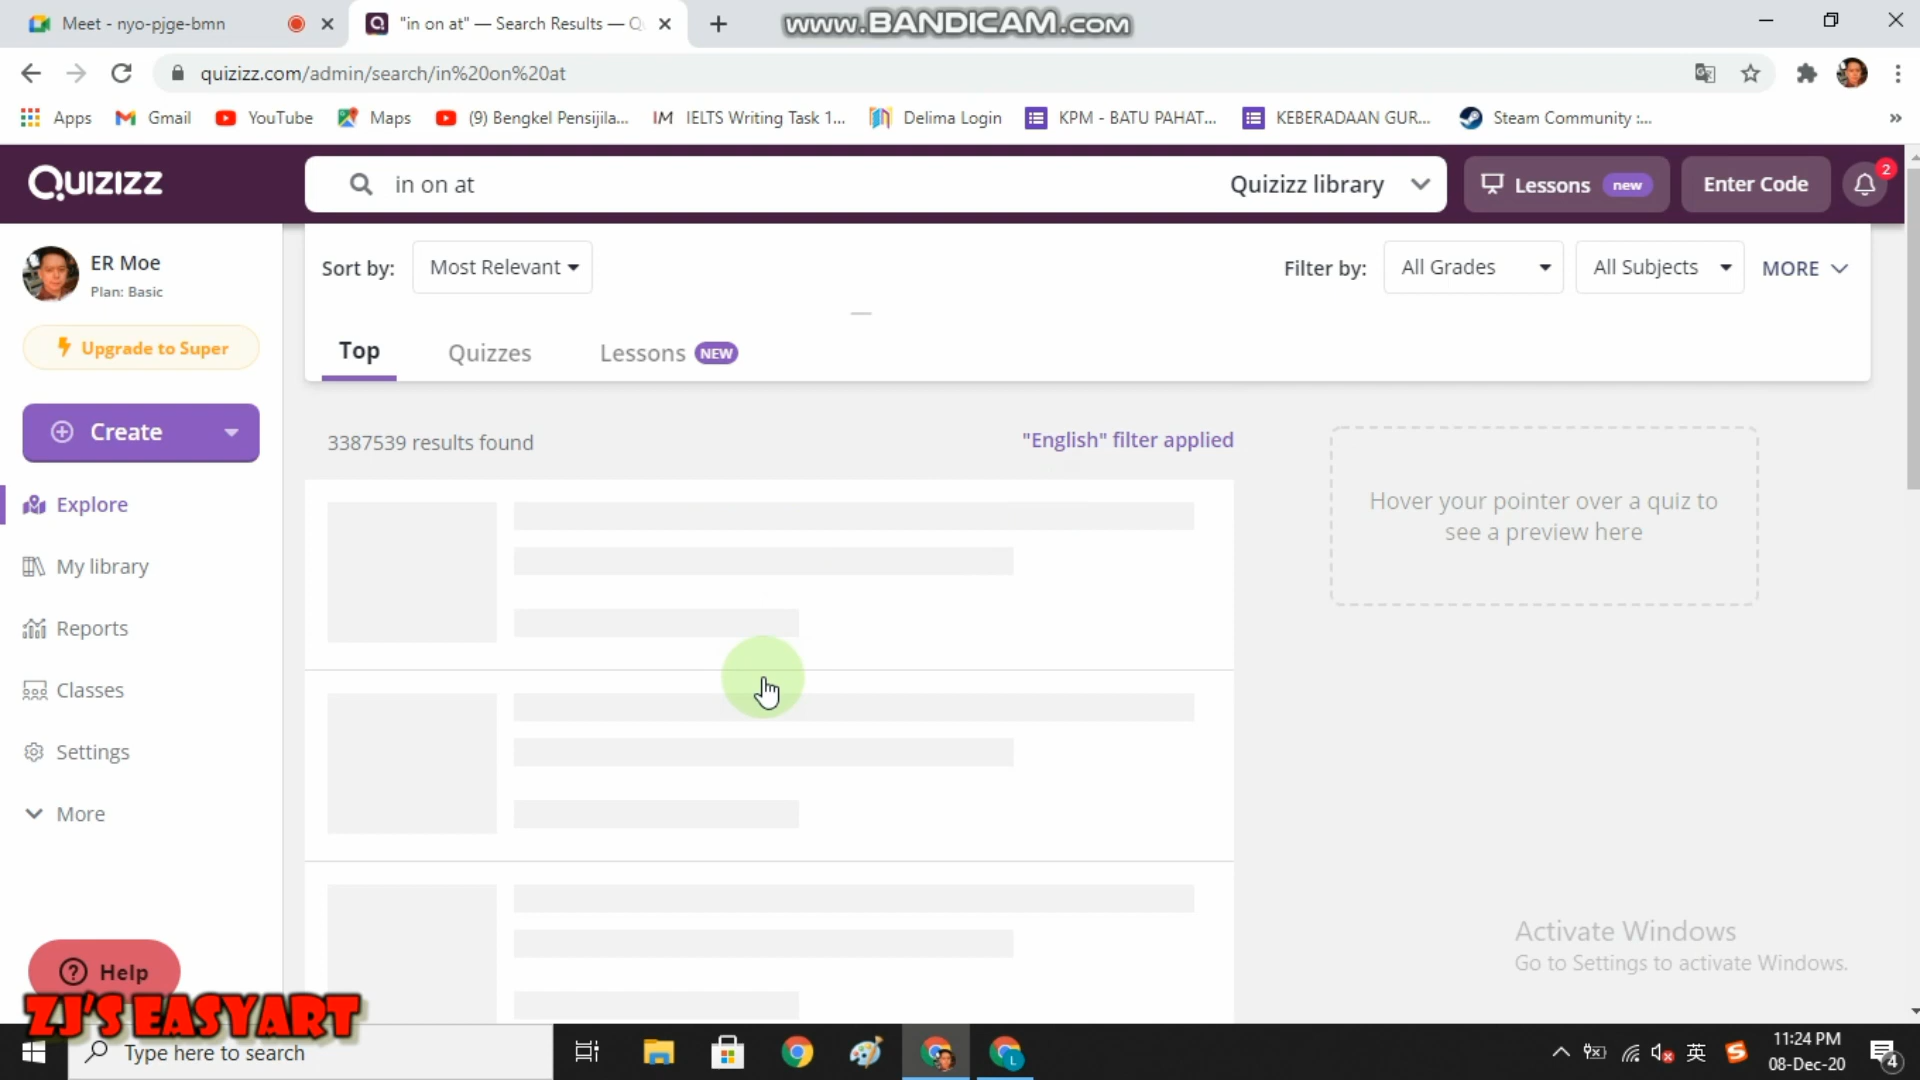 Meet - nyo-pjge-bmn
"in on at" — Search Results — Q
www.BANDICAM.com
quizizz.com/admin/search/in%20on%20at
Apps
Gmail
YouTube
Maps
(9) Bengkel Pensijila...
IM IELTS Writing Task 1...
Delima Login
KPM - BATU PAHAT...
KEBERADAAN GUR...
Steam Community :...
»
QUIZIZZ
in on at
Quizizz library
Lessons new
Enter Code
2
ER Moe
Plan: Basic
Upgrade to Super
Create
Explore
My library
Reports
Classes
Settings
More
Help
Sort by:
Most Relevant
Filter by:
All Grades
All Subjects
MORE
Top
Quizzes
Lessons NEW
3387539 results found
"English" filter applied
Hover your pointer over a quiz to
see a preview here
Activate Windows
Go to Settings to activate Windows.
ZJ'S EASYART
Type here to search
L
英
S
11:24 PM
08-Dec-20
4